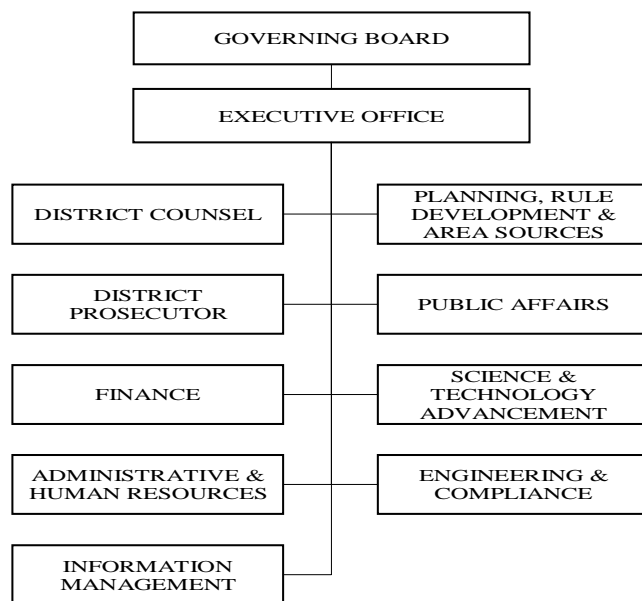 GOVERNING BOARD
EXECUTIVE OFFICE
DISTRICT COUNSEL
PLANNING, RULE
DEVELOPMENT &
AREA SOURCES
DISTRICT
PROSECUTOR
PUBLIC AFFAIRS
FINANCE
SCIENCE &
TECHNOLOGY
ADVANCEMENT
ADMINISTRATIVE &
HUMAN RESOURCES
ENGINEERING &
COMPLIANCE
INFORMATION
MANAGEMENT